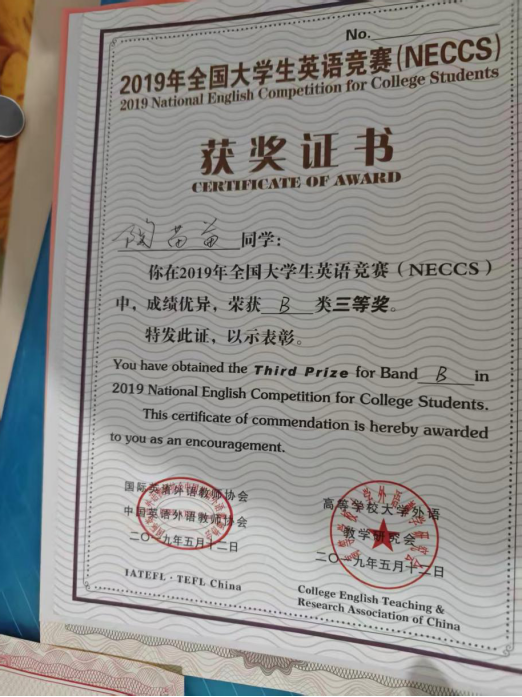 No.
2019年全国大学生英语竞赛(NECCS)
2019 National English Competition for College Students
获奖证书
CERTIFICATE OF AWARD
陶苗苗 同学:
你在2019年全国大学生英语竞赛(NECCS)
中,成绩优异,荣获 B 类三等奖。
特发此证,以示表彰。
You have obtained the Third Prize for Band B in
2019 National English Competition for College Students.
This certificate of commendation is hereby awarded
to you as an encouragement.
国际英语外语教师协会
中国英语外语教师协会
二〇一九年五月十二日
IATEFL·TEFL China
高等学校大学外语
教学研究会
二〇一九年五月十二日
College English Teaching &
Research Association of China